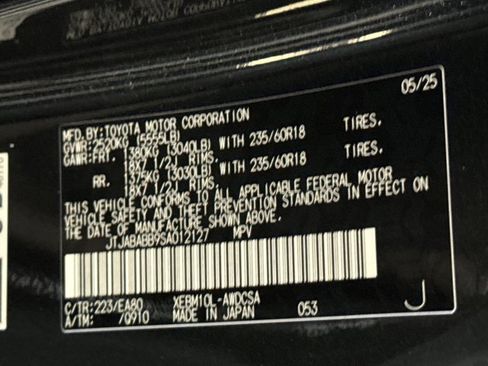 05/25
MFD.BY:TOYOTA MOTOR CORPORATION
GVWR:2520KG (5555LB)
GAWR:FRT. 1380KG (3040LB) WITH 235/60R18 TIRES,
18X7 1/2J RIMS.
RR. 1375KG (3030LB) WITH 235/60R18 TIRES,
18X7 1/2J RIMS.
THIS VEHICLE CONFORMS TO ALL APPLICABLE FEDERAL MOTOR
VEHICLE SAFETY AND THEFT PREVENTION STANDARDS IN EFFECT ON
THE DATE OF MANUFACTURE SHOWN ABOVE.
JTJABABB9SA012127 MPV
C/TR:223/EA80 XEBM10L-AWDCSA
A/TM: /Q910 MADE IN JAPAN 053 J